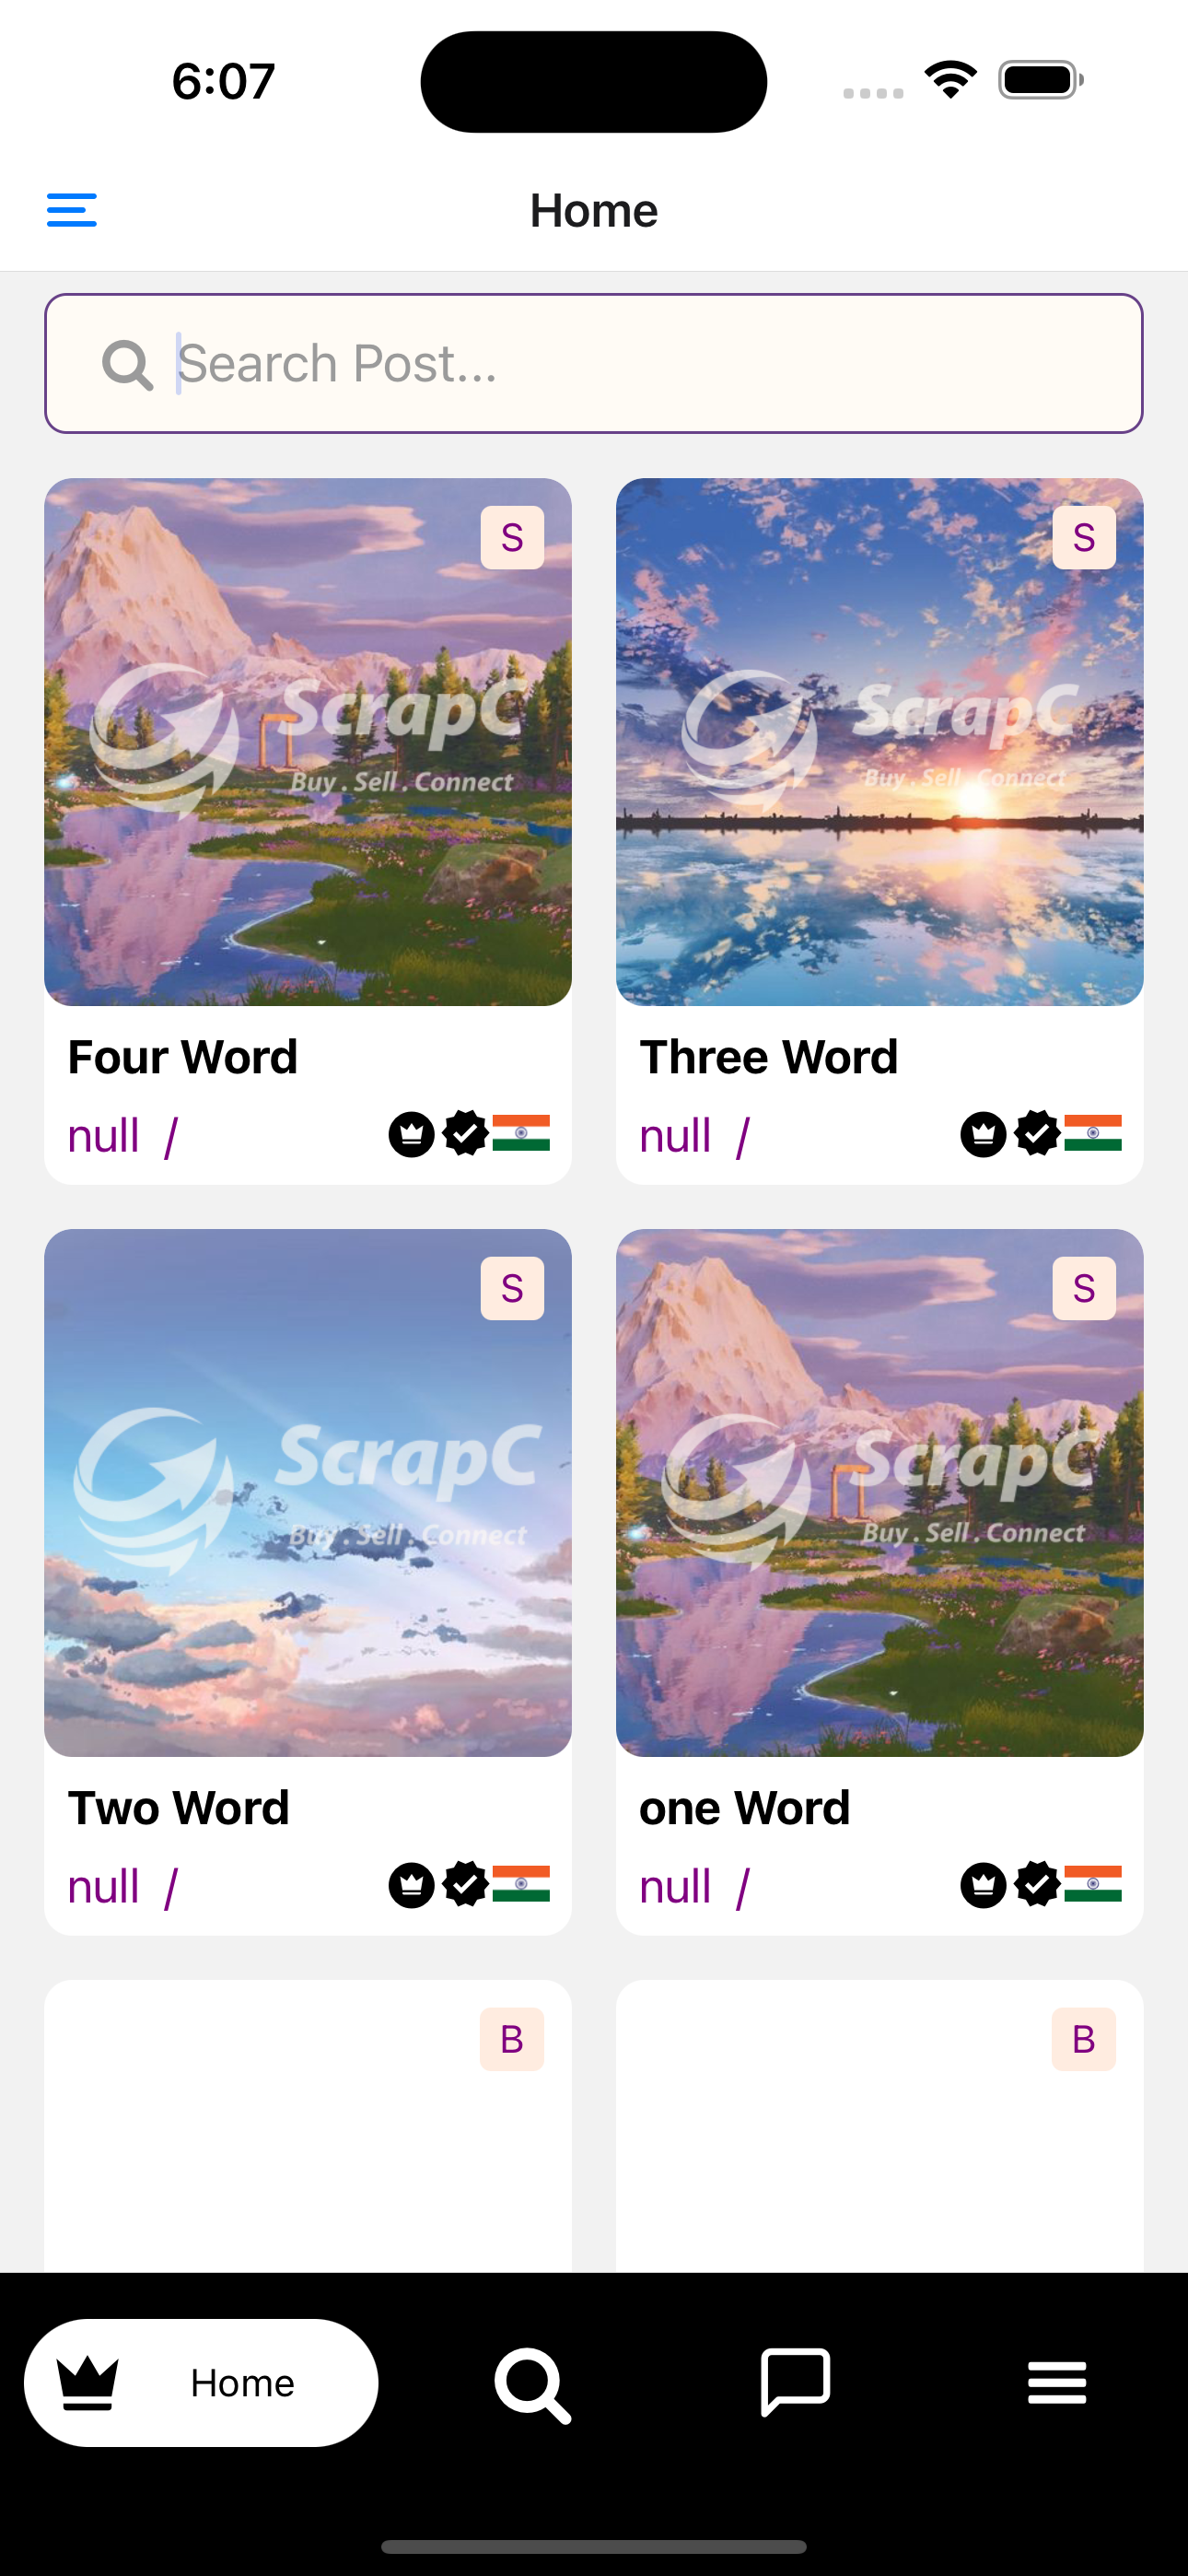 6:07
Home
Search Post...
S
S
ScrapC
Buy . Sell . Connect
ScrapC
Buy . Sell . Connect
Four Word
null /
Three Word
null /
S
S
ScrapC
Buy . Sell . Connect
ScrapC
Buy . Sell . Connect
Two Word
null /
one Word
null /
B
B
Home